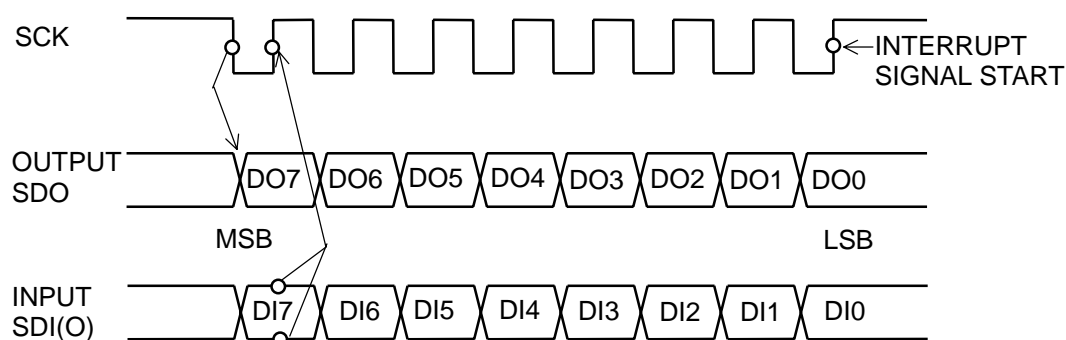 SCK
INTERRUPT
SIGNAL START
OUTPUT
SDO
DO7 DO6 DO5 DO4 DO3 DO2 DO1 DO0
MSB LSB
INPUT
SDI(O)
DI7 DI6 DI5 DI4 DI3 DI2 DI1 DI0